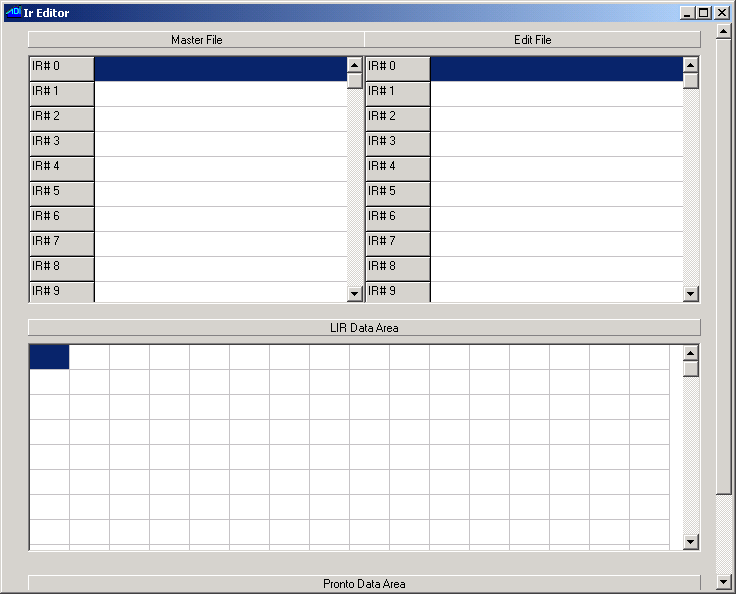 ADI Ir Editor
Master File Edit File
IR# 0 IR# 0
IR# 1 IR# 1
IR# 2 IR# 2
IR# 3 IR# 3
IR# 4 IR# 4
IR# 5 IR# 5
IR# 6 IR# 6
IR# 7 IR# 7
IR# 8 IR# 8
IR# 9 IR# 9
LIR Data Area
Pronto Data Area